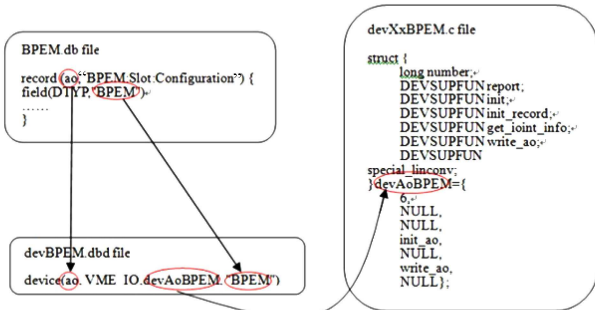 BPEM.db file
record (ao,“BPEM:Slot:Configuration”) {
field(DTYP,“BPEM”)
......
}
devBPEM.dbd file
device(ao, VME_IO,devAoBPEM, “BPEM”)
devXxBPEM.c file
struct {
long number;
DEVSUPFUN report;
DEVSUPFUN init;
DEVSUPFUN init_record;
DEVSUPFUN get_ioint_info;
DEVSUPFUN write_ao;
DEVSUPFUN
special_linconv;
}devAoBPEM={
6,
NULL,
NULL,
init_ao,
NULL,
write_ao,
NULL};